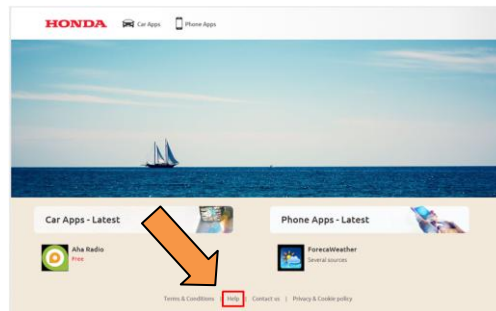 HONDA Car Apps Phone Apps
Car Apps - Latest Phone Apps - Latest
Aha Radio
Free
ForecaWeather
Several sources
Terms & Conditions | Help | Contact us | Privacy & Cookie policy